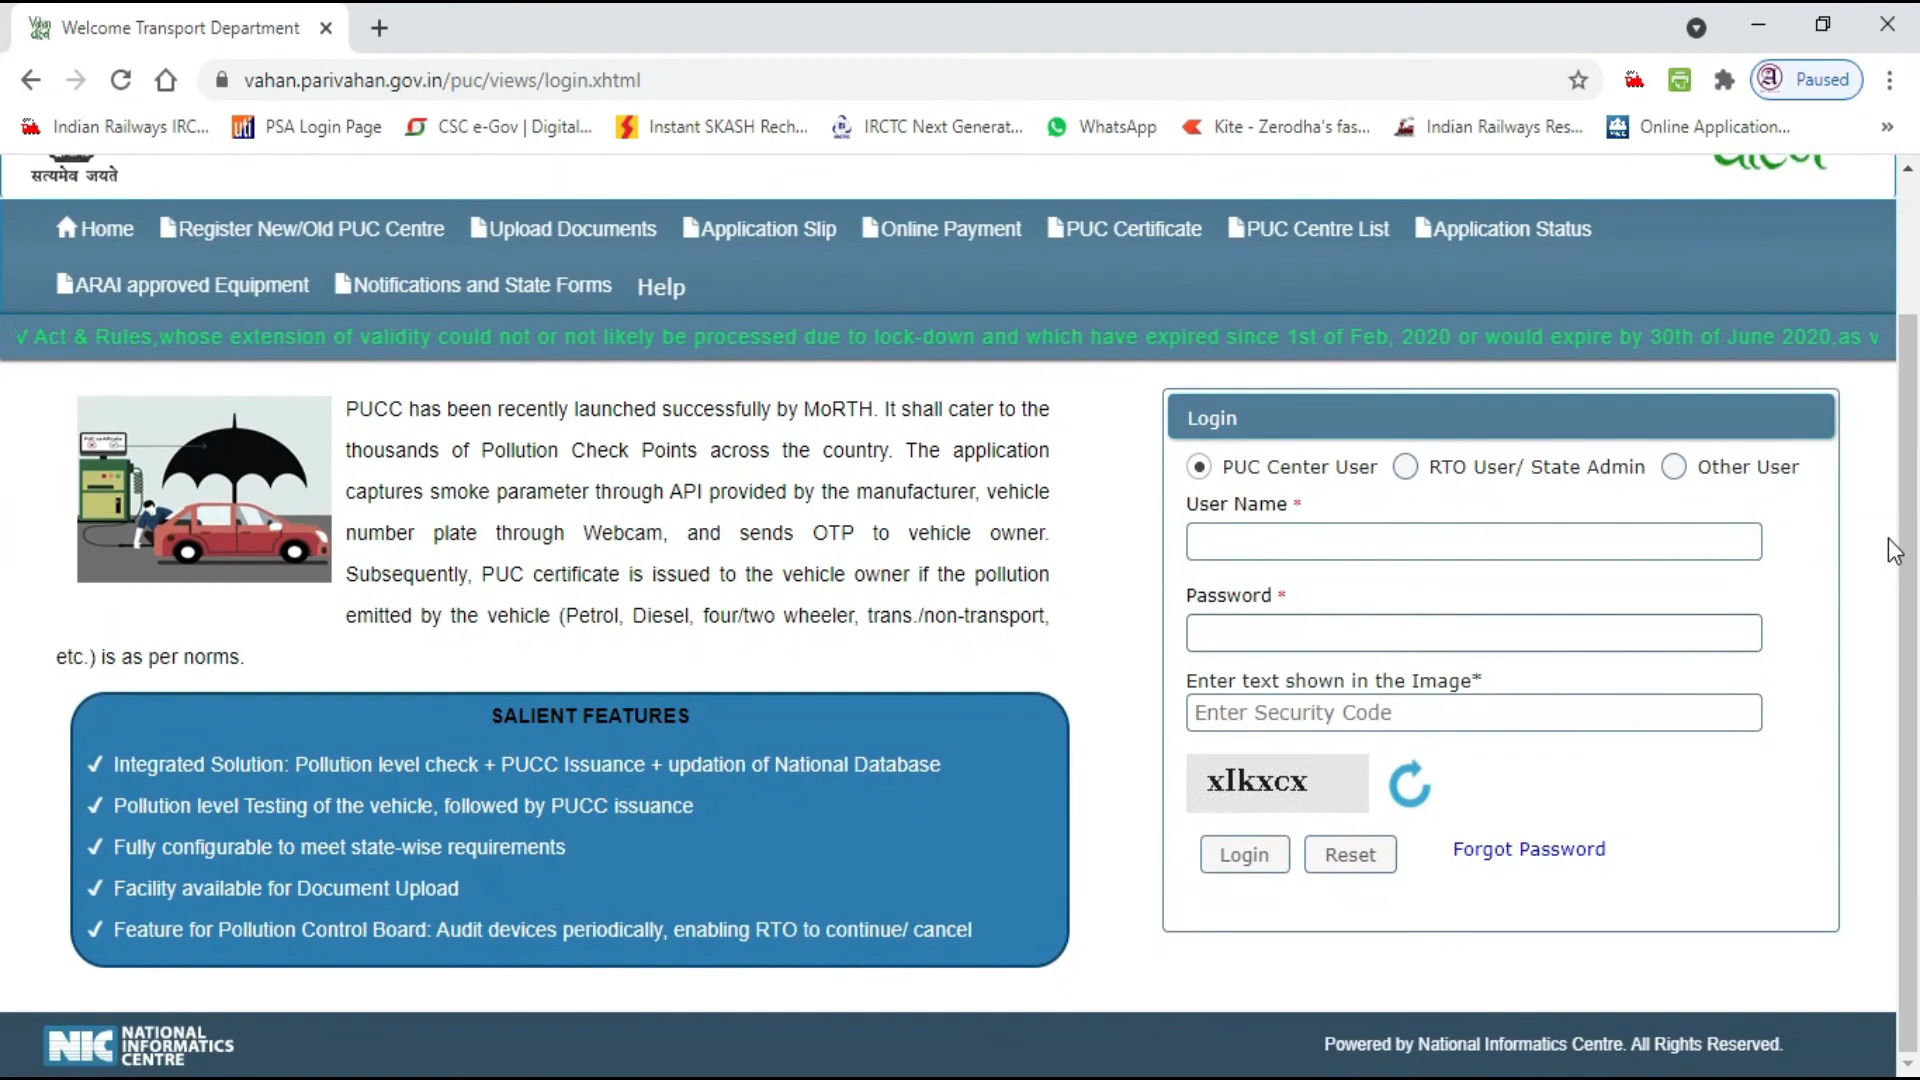 Welcome Transport Department
vahan.parivahan.gov.in/puc/views/login.xhtml
Paused
Indian Railways IRC... uti PSA Login Page CSC e-Gov | Digital... Instant SKASH Rech... IRCTC Next Generat... WhatsApp Kite - Zerodha's fas... Indian Railways Res... Online Application... »
सत्यमेव जयते
Home Register New/Old PUC Centre Upload Documents Application Slip Online Payment PUC Certificate PUC Centre List Application Status
ARAI approved Equipment Notifications and State Forms Help
V Act & Rules,whose extension of validity could not or not likely be processed due to lock-down and which have expired since 1st of Feb, 2020 or would expire by 30th of June 2020,as
PUCC has been recently launched successfully by MoRTH. It shall cater to the
thousands of Pollution Check Points across the country. The application
captures smoke parameter through API provided by the manufacturer, vehicle
number plate through Webcam, and sends OTP to vehicle owner.
Subsequently, PUC certificate is issued to the vehicle owner if the pollution
emitted by the vehicle (Petrol, Diesel, four/two wheeler, trans./non-transport,
etc.) is as per norms.
SALIENT FEATURES
✓ Integrated Solution: Pollution level check + PUCC Issuance + updation of National Database
✓ Pollution level Testing of the vehicle, followed by PUCC issuance
✓ Fully configurable to meet state-wise requirements
✓ Facility available for Document Upload
✓ Feature for Pollution Control Board: Audit devices periodically, enabling RTO to continue/ cancel
Login
PUC Center User RTO User/ State Admin Other User
User Name *
Password *
Enter text shown in the Image*
Enter Security Code
xIkxcx
Login Reset Forgot Password
NIC NATIONAL
INFORMATICS
CENTRE
Powered by National Informatics Centre. All Rights Reserved.